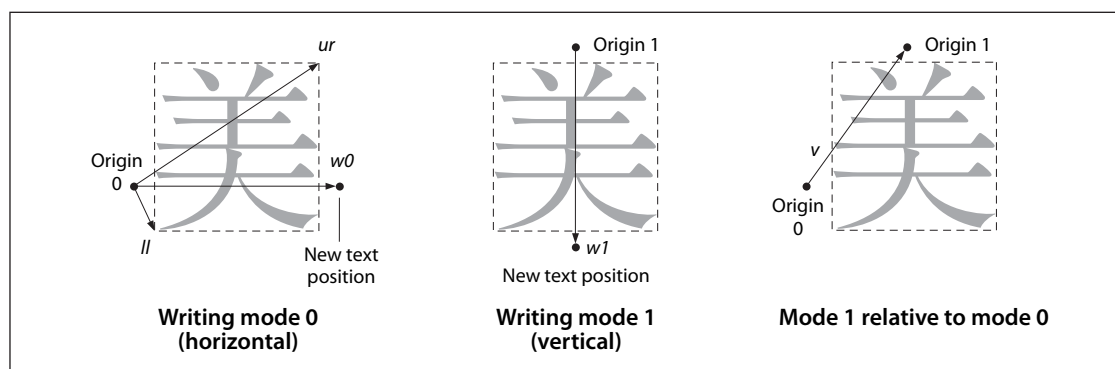 美
ur
Origin
0
w0
ll
New text
position
Writing mode 0
(horizontal)
美
Origin 1
w1
New text position
Writing mode 1
(vertical)
美
Origin 1
v
Origin
0
Mode 1 relative to mode 0